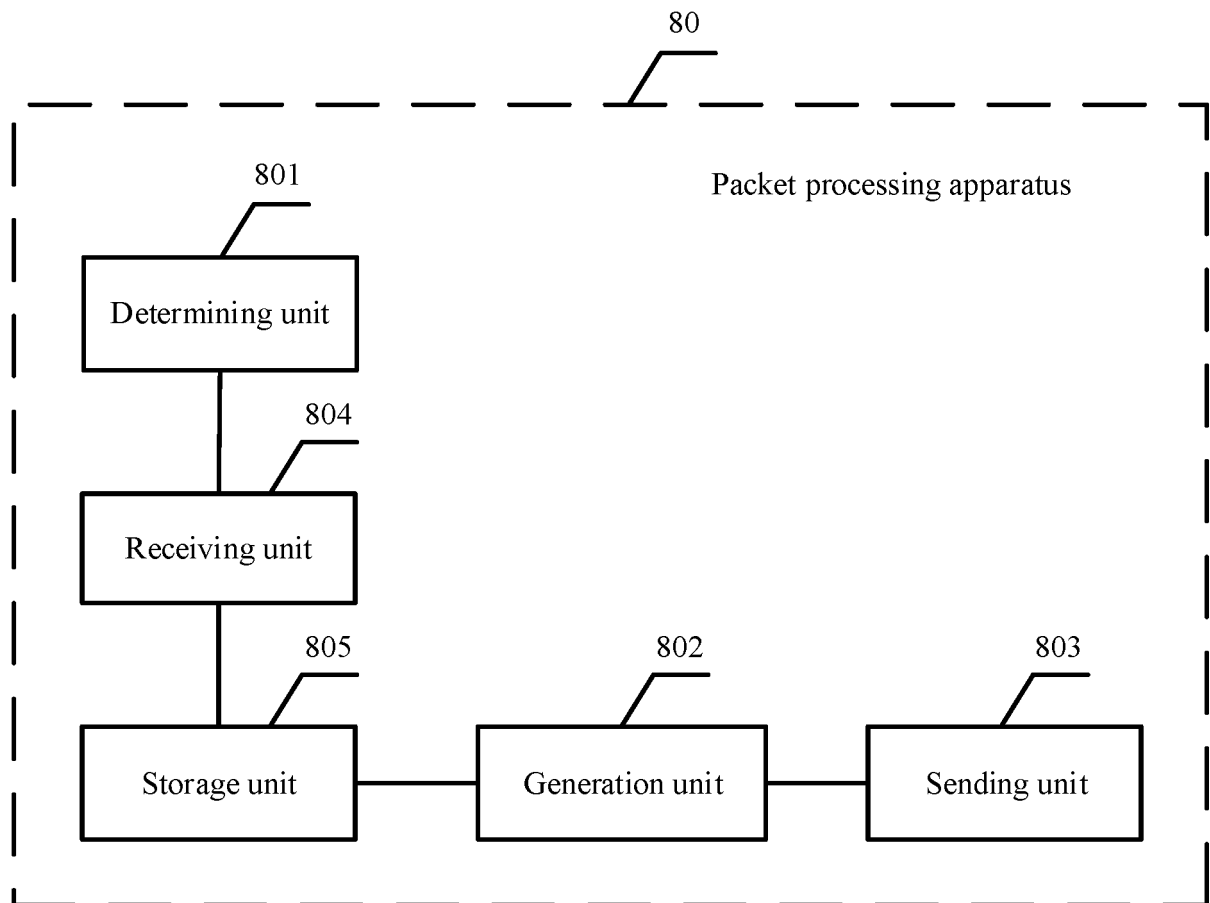 80
Packet processing apparatus
801
Determining unit
804
Receiving unit
805
Storage unit
802
Generation unit
803
Sending unit